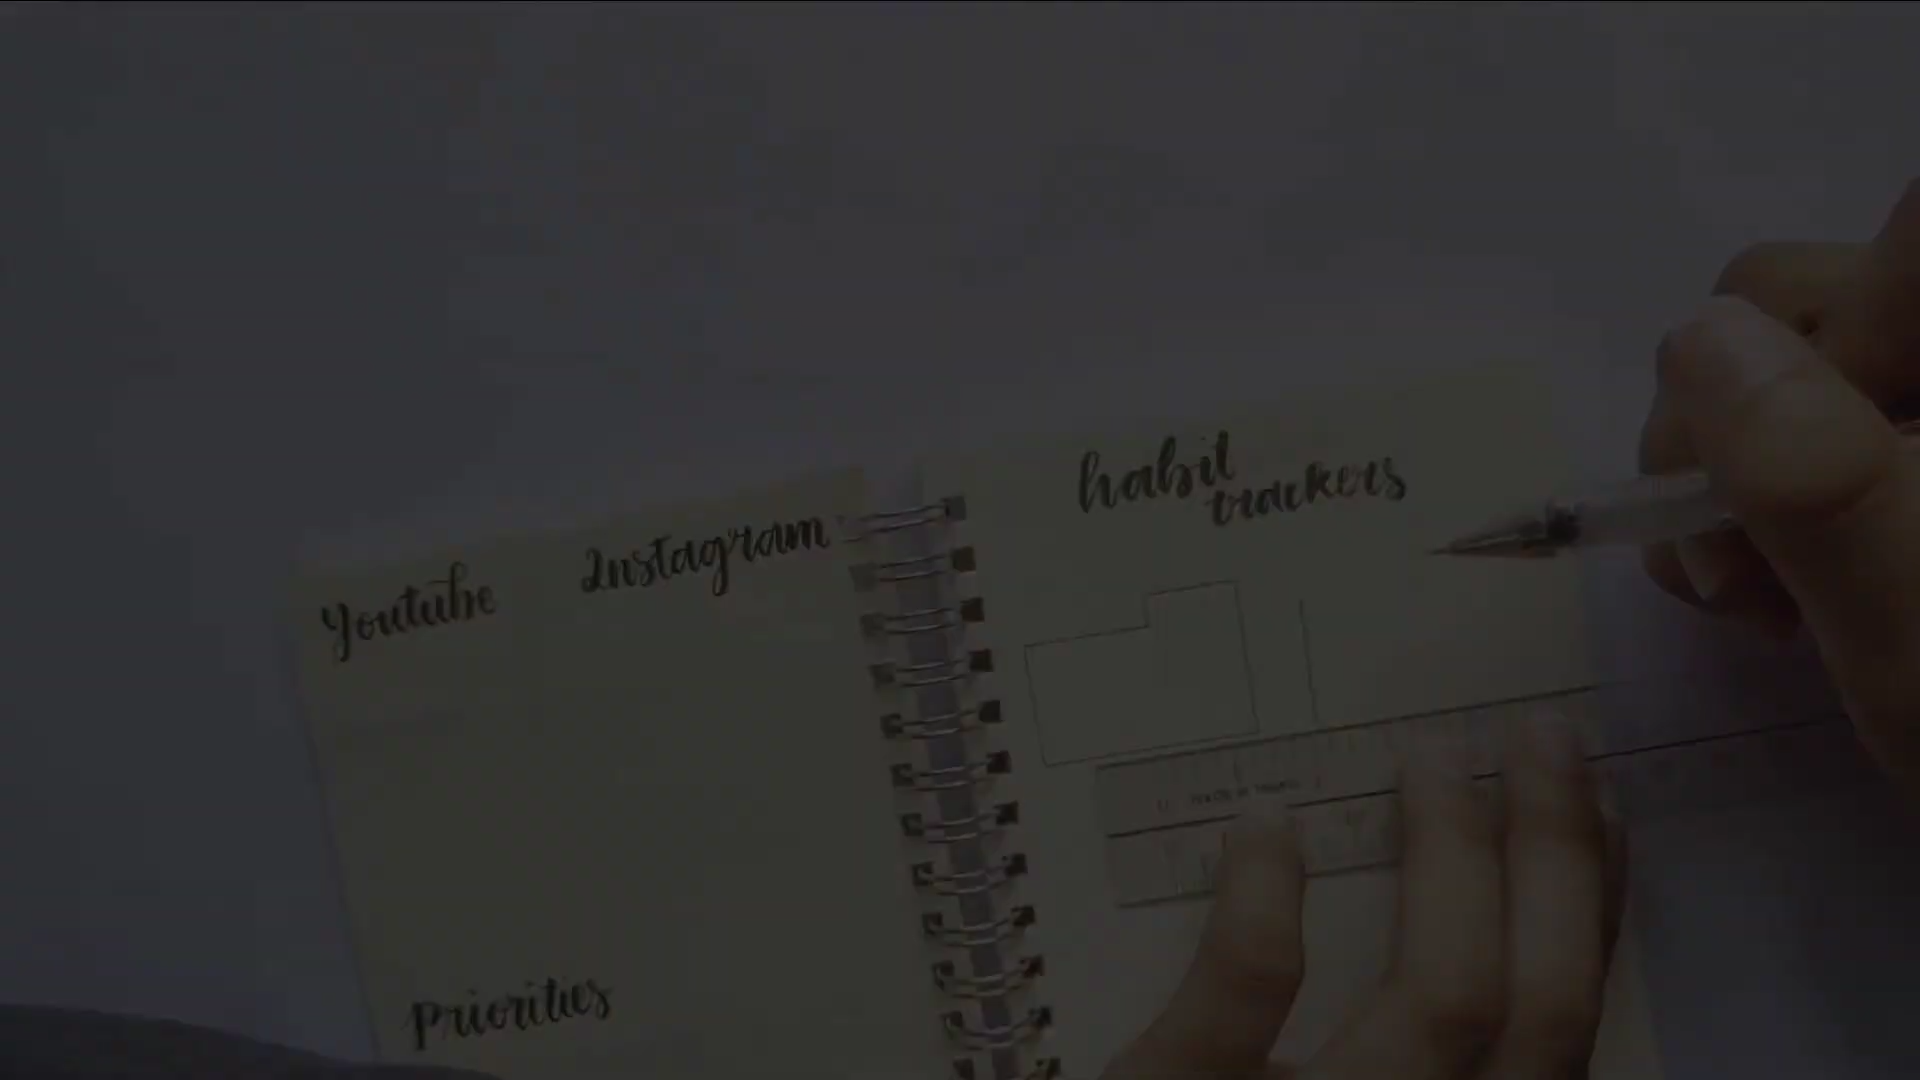 Youtube
Instagram
Priorities
habit
trackers